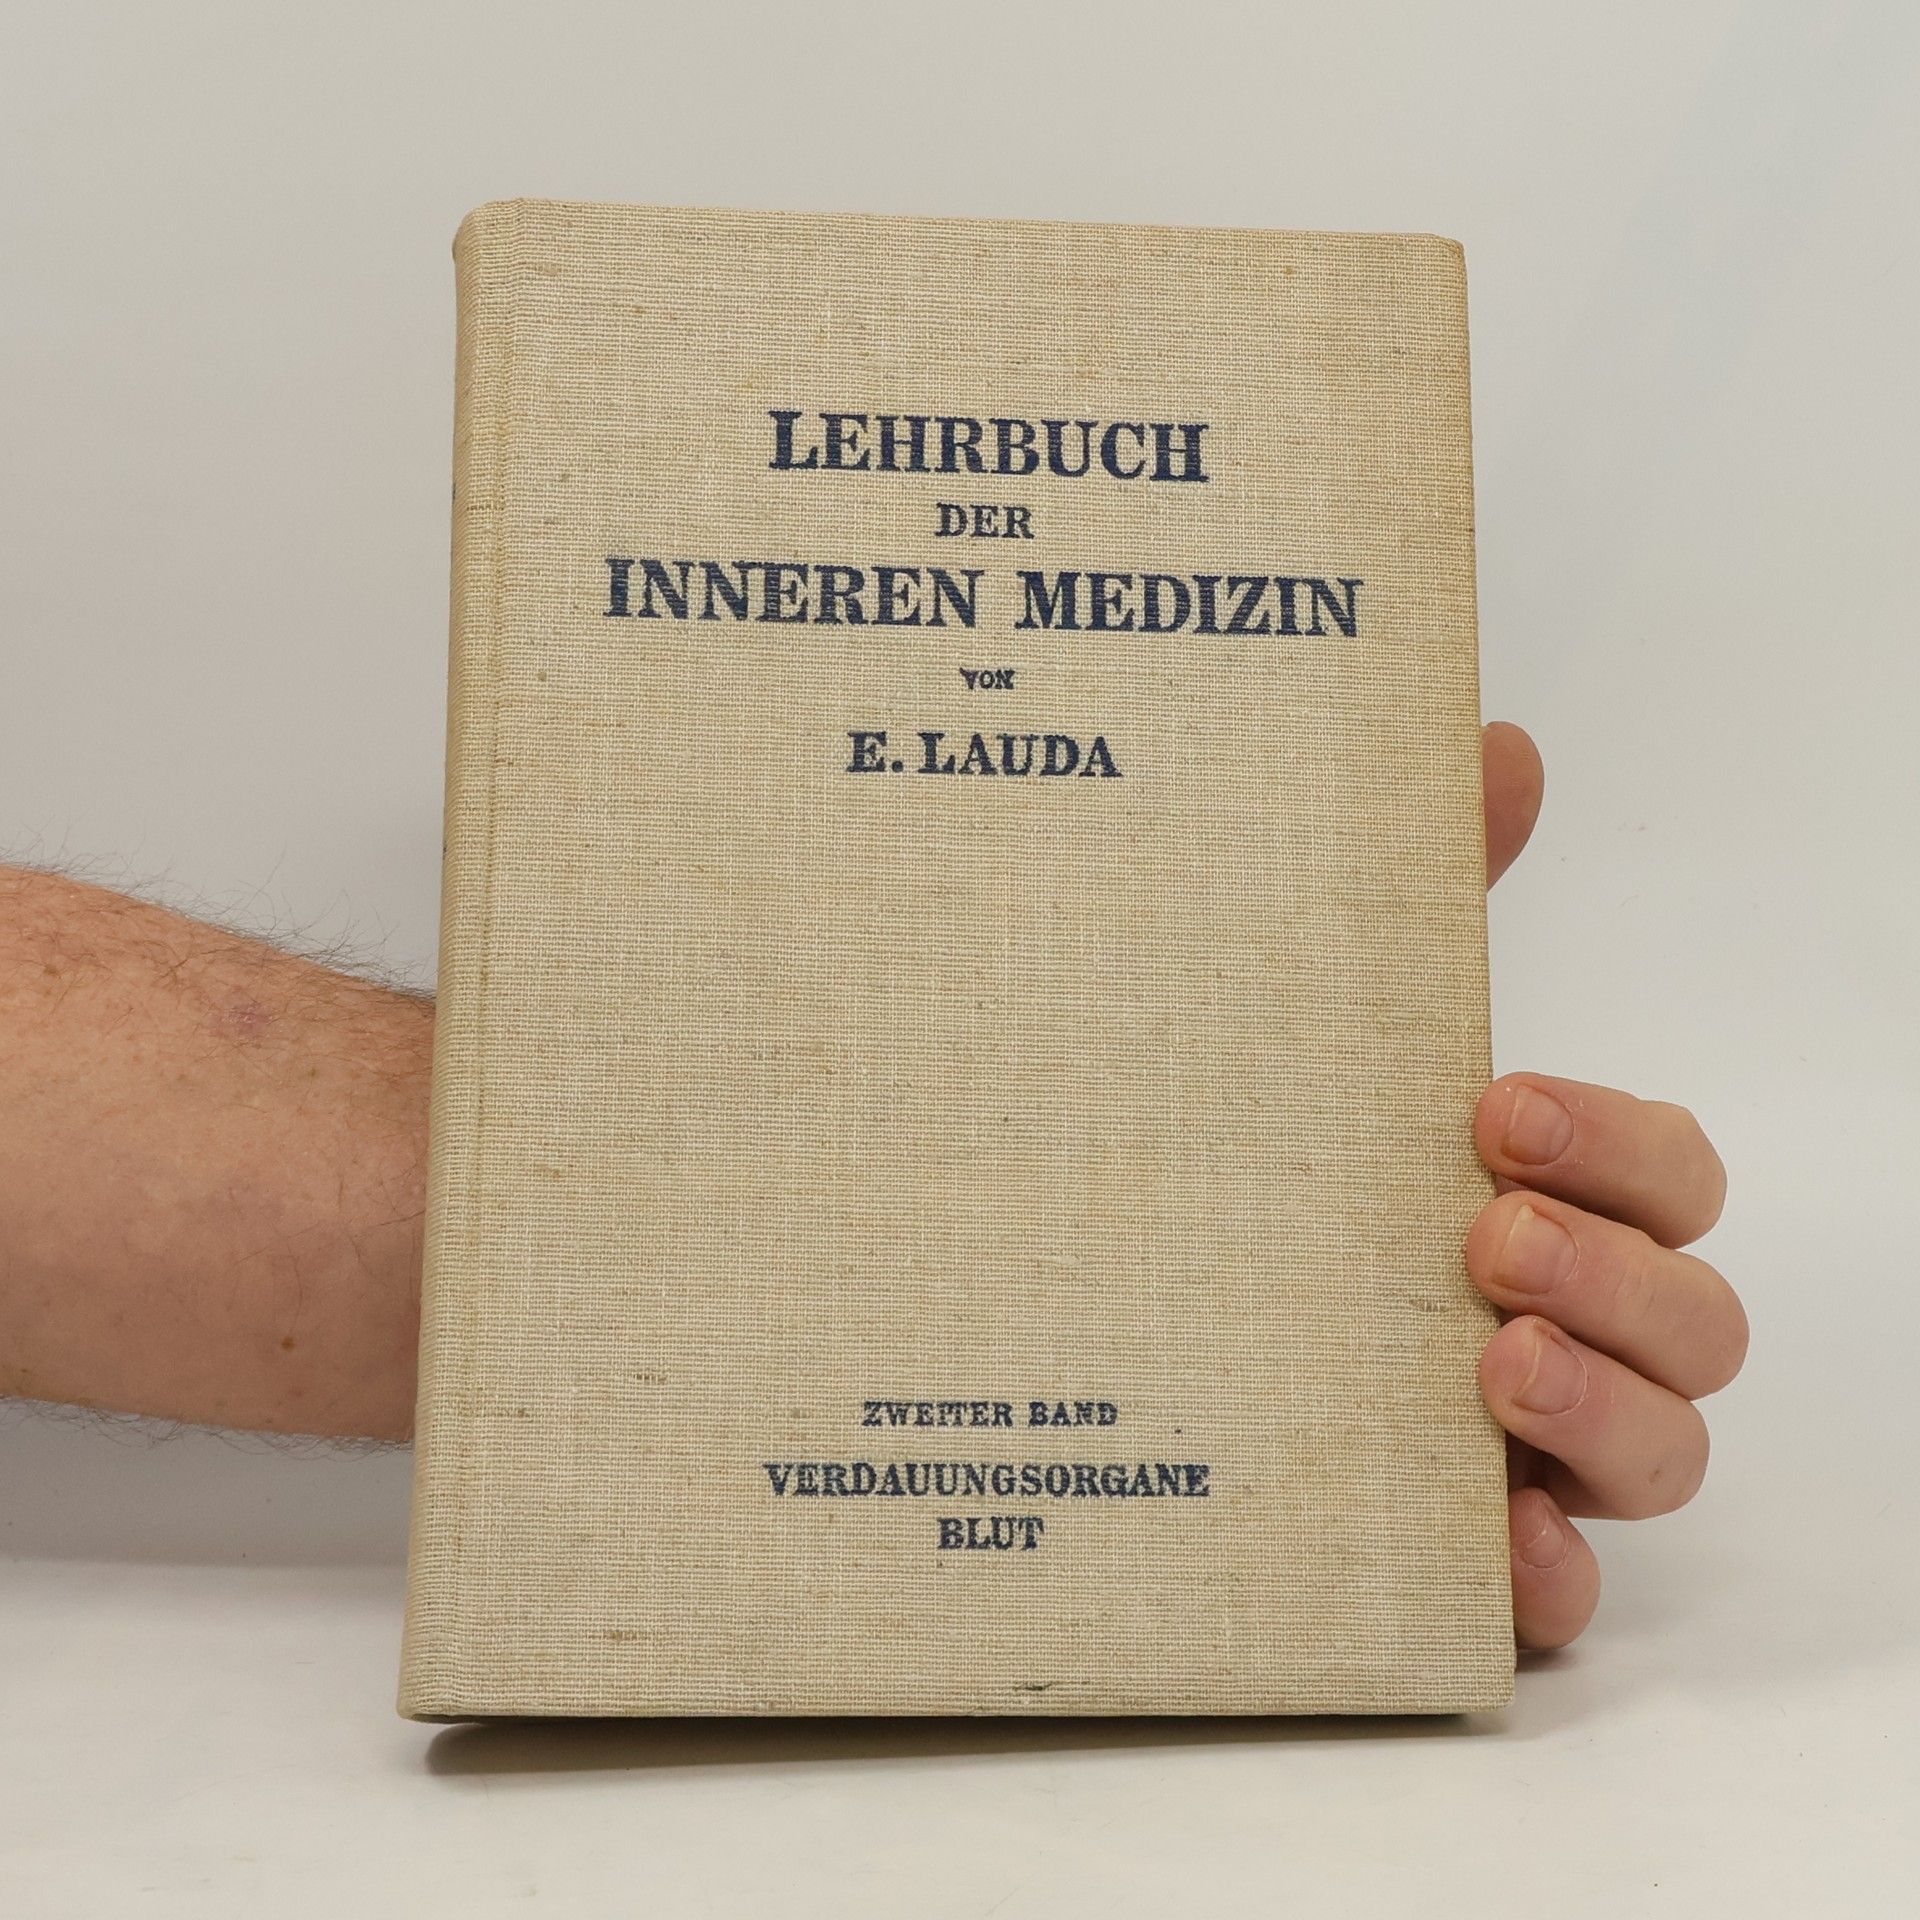 LEHRBUCH
DER
INNEREN MEDIZIN
VON
E. LAUDA
ZWEITER BAND
VERDAUUNGSORGANE
BLUT